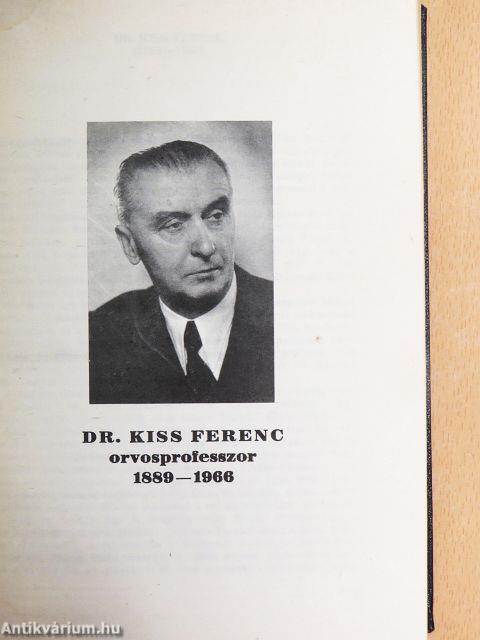 DR. KISS FERENC
orvosprofesszor
1889—1966
Antikvárium.hu